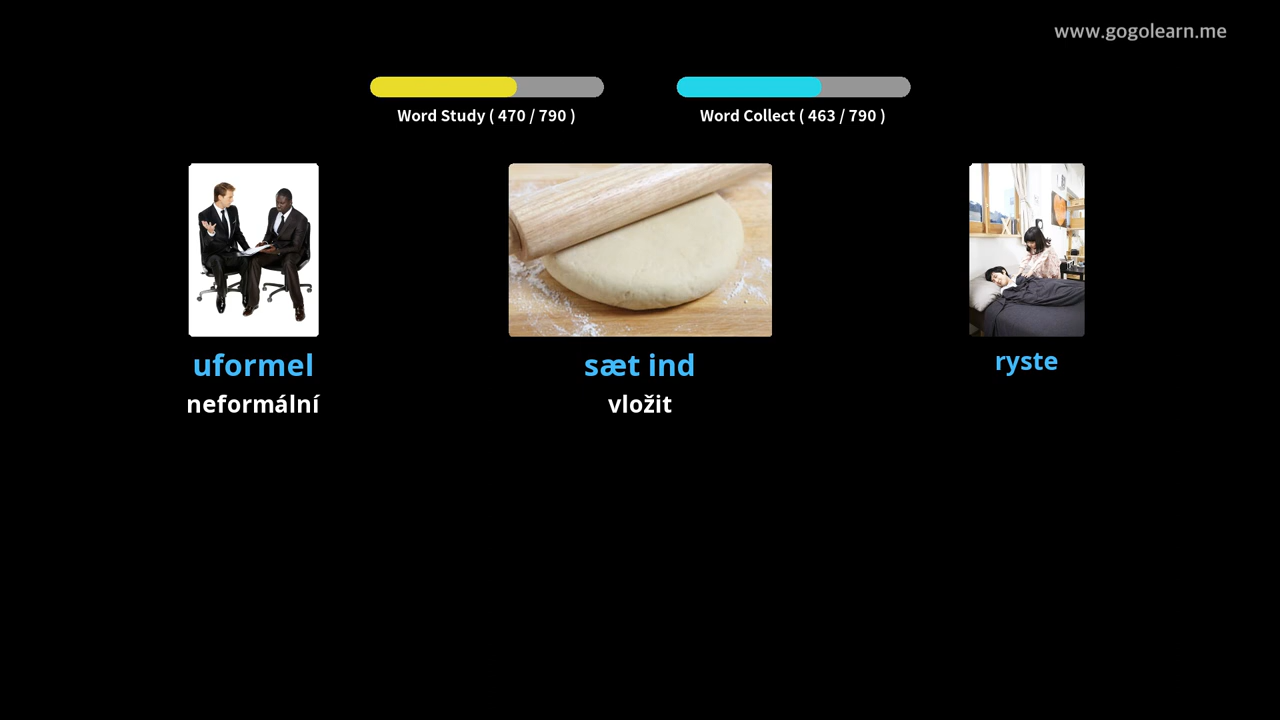 www.gogolearn.me
Word Study ( 470 / 790 )
Word Collect ( 463 / 790 )
uformel
sæt ind
ryste
neformální
vložit